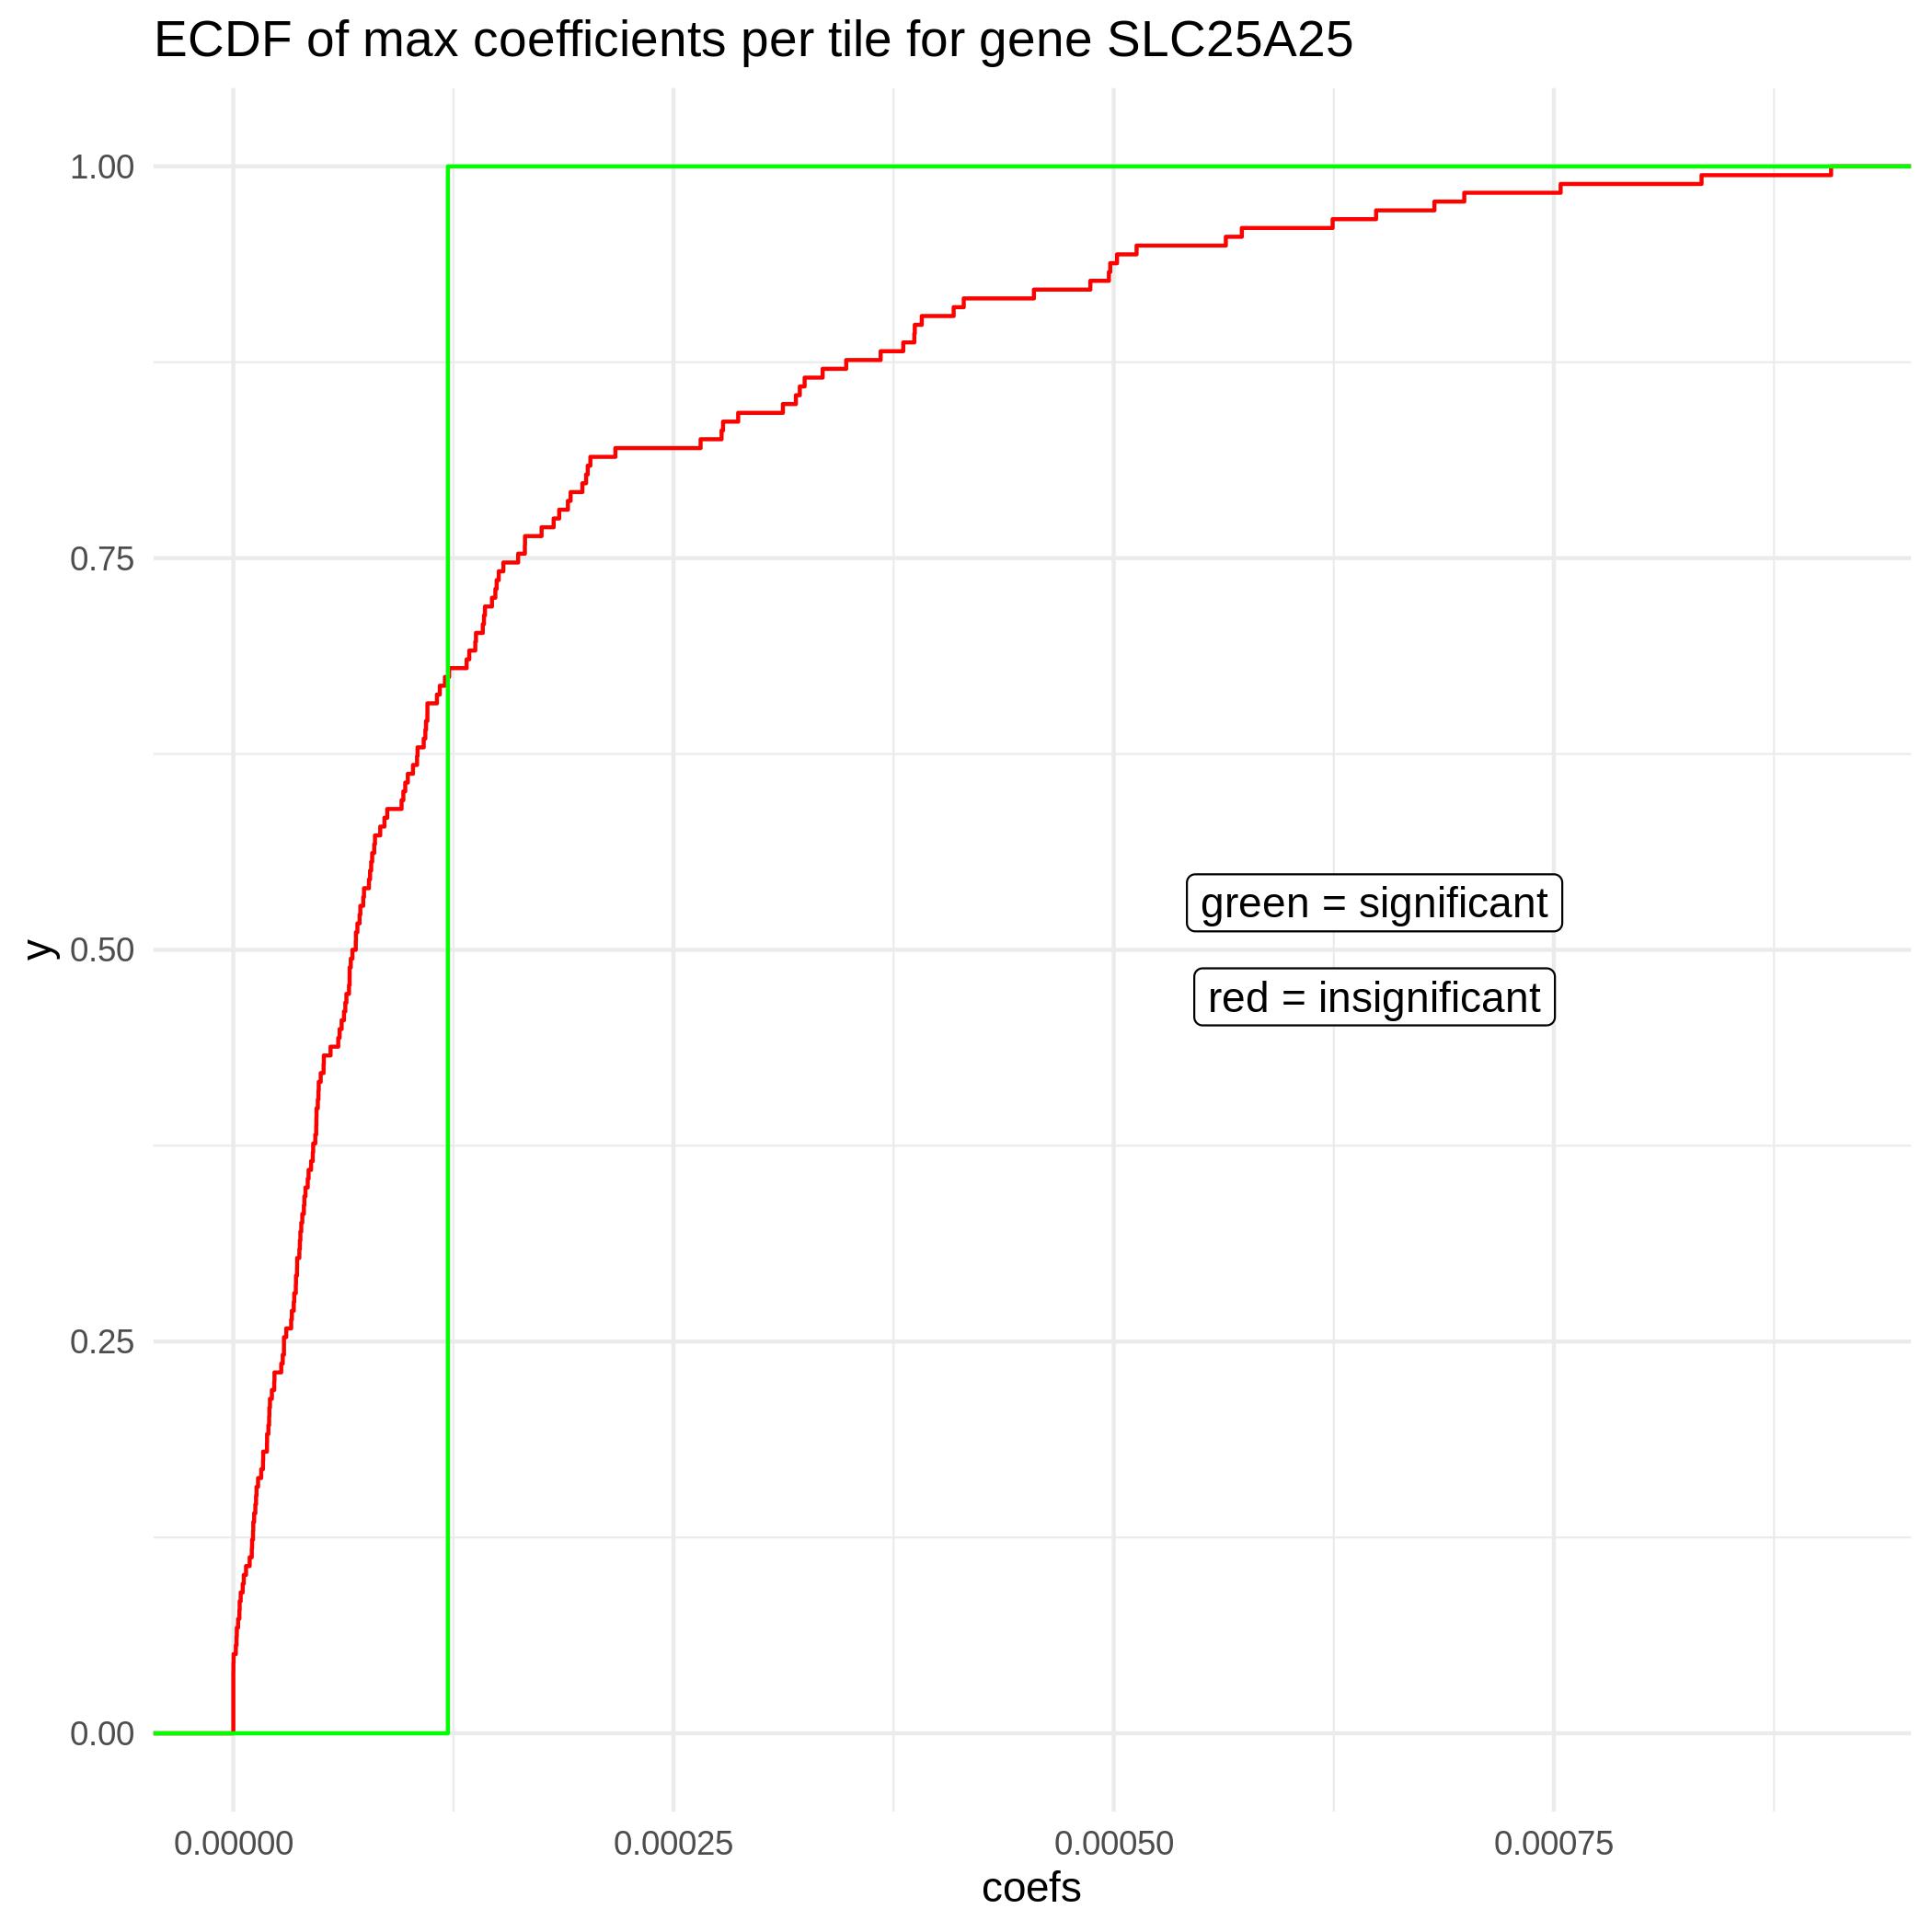 ECDF of max coefficients per tile for gene SLC25A25
1.00
0.75
0.50
0.25
0.00
y
green = significant
red = insignificant
0.00000
0.00025
0.00050
0.00075
coefs